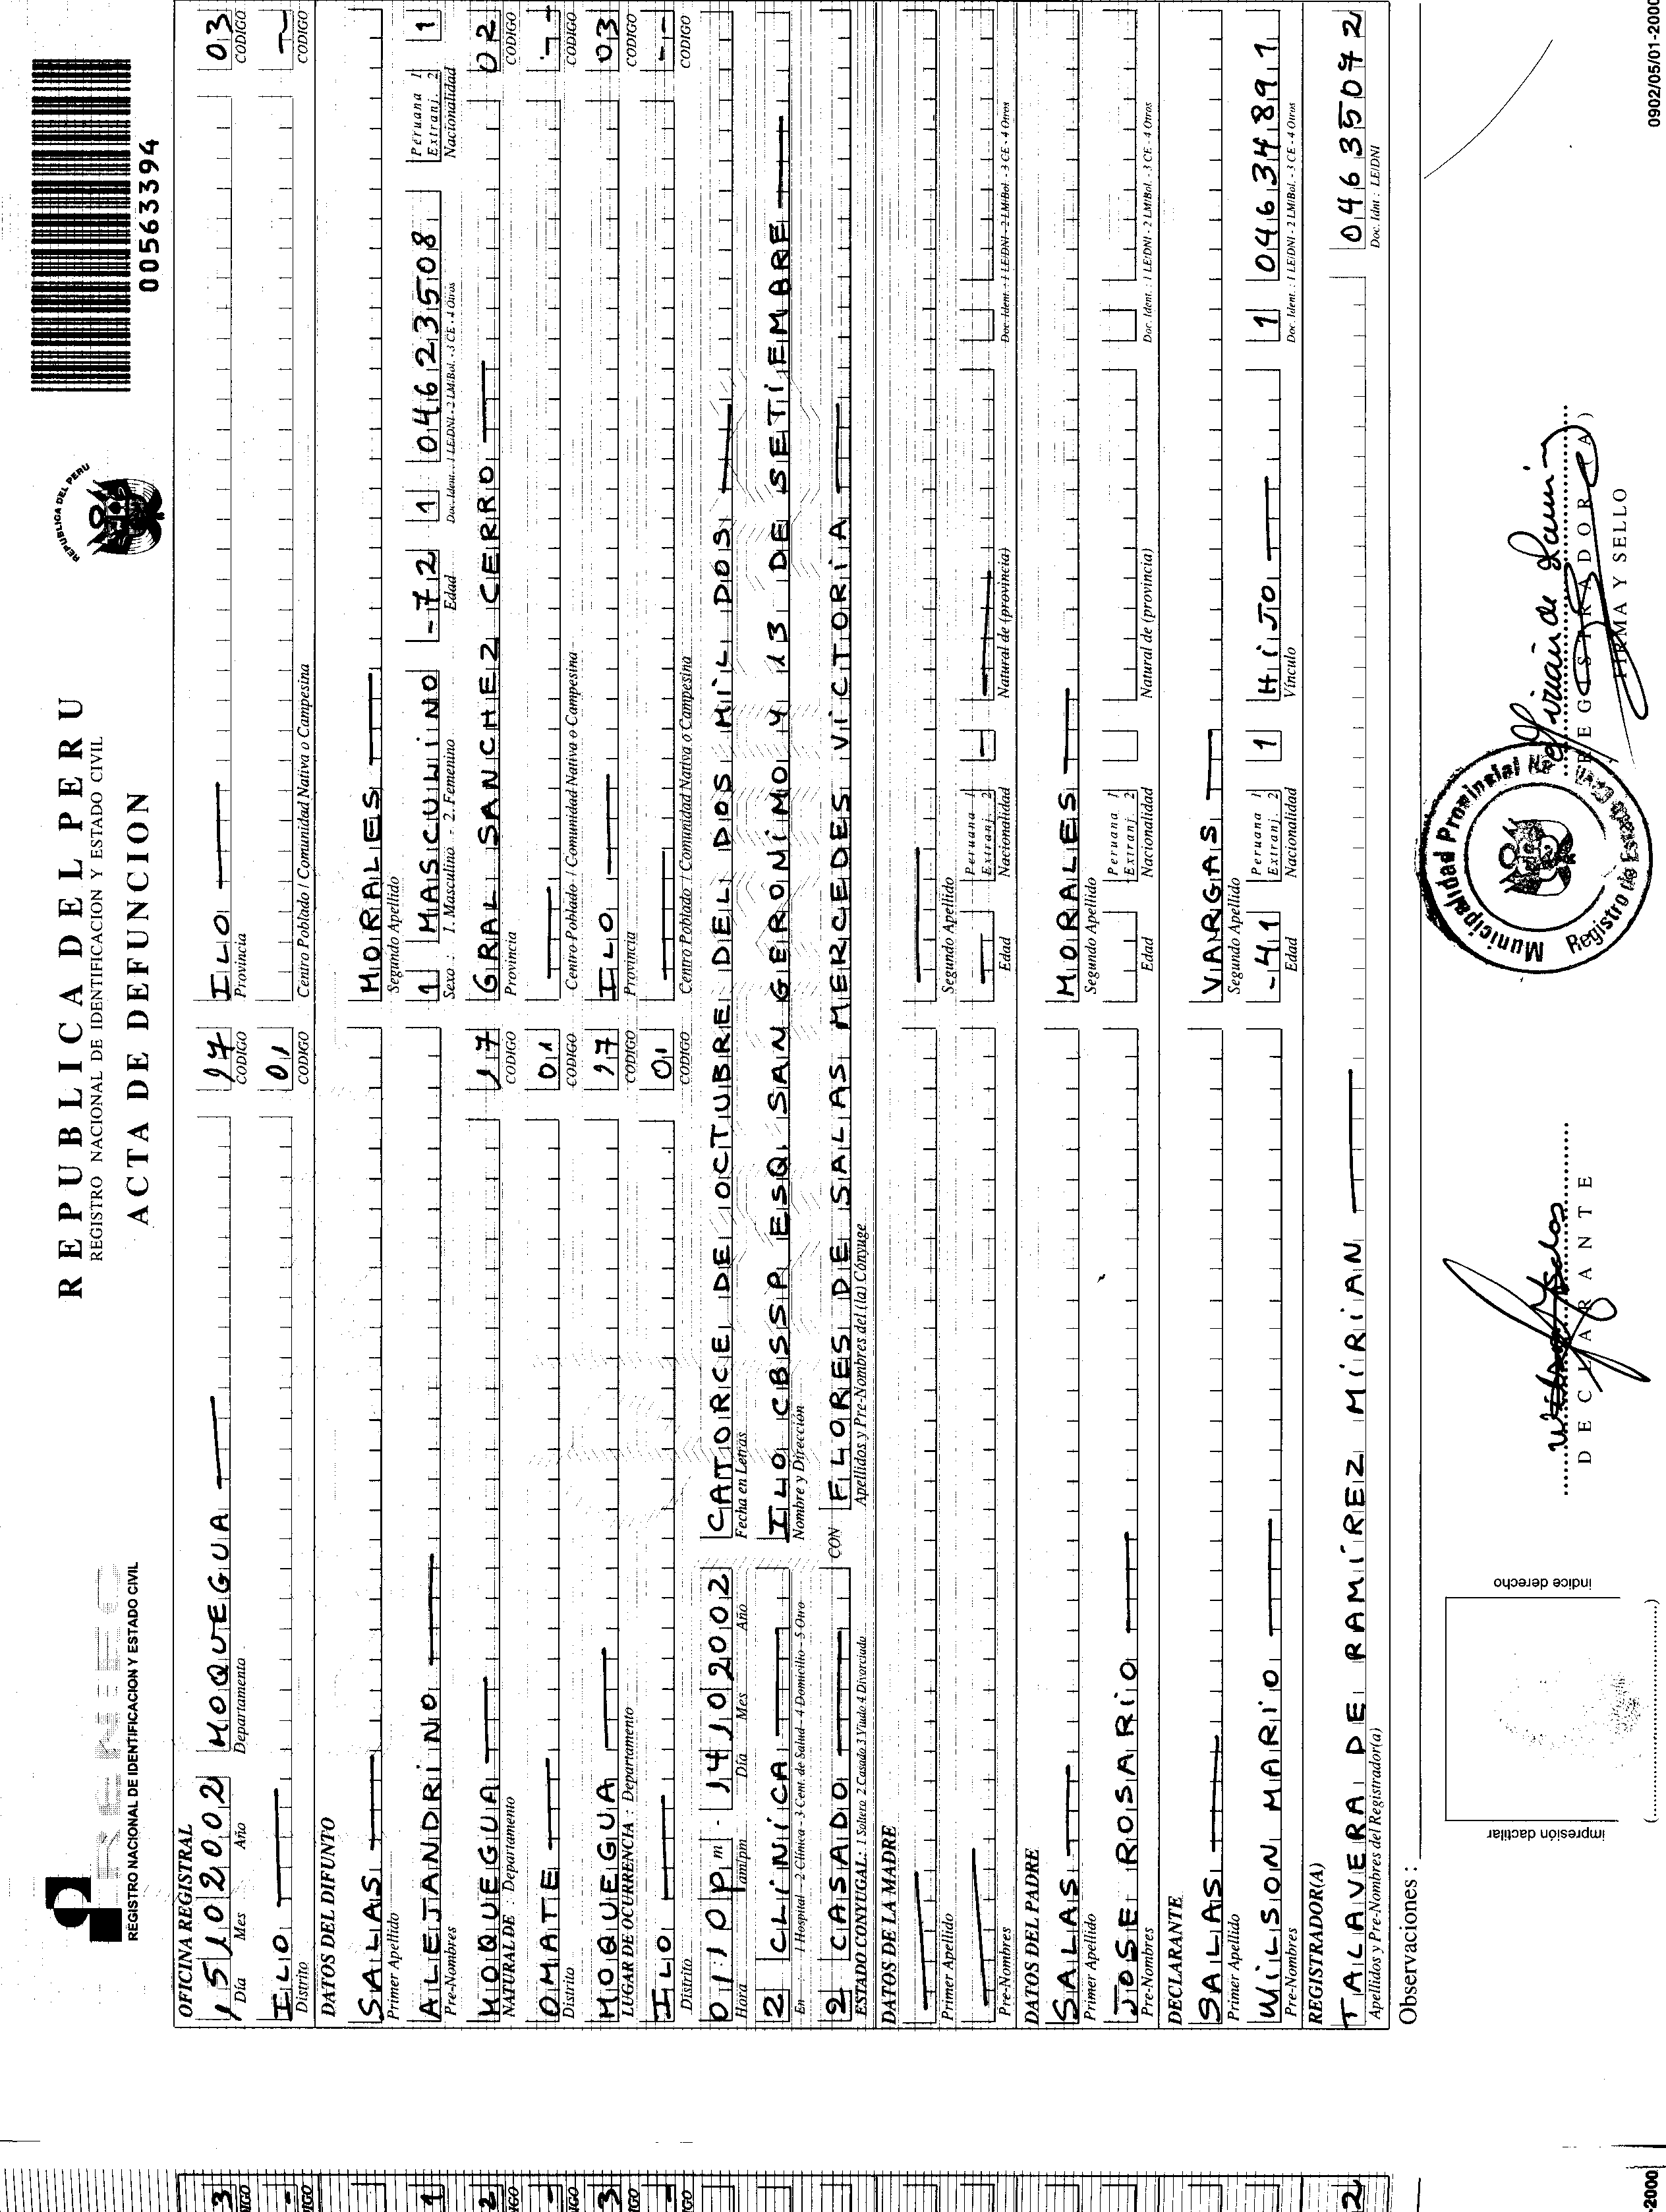 RENIEC
REGISTRO NACIONAL DE IDENTIFICACION Y ESTADO CIVIL
REPUBLICA DEL PERU
REGISTRO NACIONAL DE IDENTIFICACION Y ESTADO CIVIL
ACTA DE DEFUNCION
REPUBLICA DEL PERU
00563394
OFICINA REGISTRAL
15 10 2002 MOQUEGUA 17 ILO 03
Día Mes Año Departamento CODIGO Provincia CODIGO
ILO 01
Distrito CODIGO Centro Poblado / Comunidad Nativa o Campesina CODIGO
DATOS DEL DIFUNTO
SALAS MORALES
Primer Apellido Segundo Apellido
ALEJANDRINO 1 MASCULINO -72 1 04623508 Peruana 1 Extranj. 2 1
Pre-Nombres Sexo : 1. Masculino - 2. Femenino Edad Doc. Ident.: 1 LE/DNI - 2 LM/Bol. - 3 CE - 4 Otros Nacionalidad
MOQUEGUA 17 GRAL SANCHEZ CERRO 02
NATURAL DE Departamento CODIGO Provincia CODIGO
OMATE 01 --
Distrito CODIGO Centro Poblado / Comunidad Nativa o Campesina CODIGO
MOQUEGUA 17 ILO 03
LUGAR DE OCURRENCIA : Departamento CODIGO Provincia CODIGO
ILO 01 --
Distrito CODIGO Centro Poblado / Comunidad Nativa o Campesina CODIGO
01:10 Pm - 14 10 2002 CATORCE DE OCTUBRE DEL DOS MIL DOS
Hora am/pm Día Mes Año Fecha en Letras
2 CLINICA ILO CBSSP ESQ. SAN GERONIMO Y 13 DE SETIEMBRE
En 1 Hospital - 2 Clínica - 3 Cent. de Salud - 4 Domicilio - 5 Otro Nombre y Dirección
2 CASADO CON FLORES DE SALAS MERCEDES VICTORIA
ESTADO CONYUGAL: 1 Soltero 2 Casado 3 Viudo 4 Divorciado Apellidos y Pre-Nombres del (la) Cónyuge
DATOS DE LA MADRE
Primer Apellido Segundo Apellido
-- Peruana 1 Extranj. 2 -
Pre-Nombres Edad Nacionalidad Natural de (provincia) Doc. Ident.: 1 LE/DNI - 2 LM/Bol. - 3 CE - 4 Otros
DATOS DEL PADRE
SALAS MORALES
Primer Apellido Segundo Apellido
JOSE ROSARIO Peruana 1 Extranj. 2
Pre-Nombres Edad Nacionalidad Natural de (provincia) Doc. Ident.: 1 LE/DNI - 2 LM/Bol. - 3 CE - 4 Otros
DECLARANTE
SALAS VARGAS
Primer Apellido Segundo Apellido
WILSON MARIO -41 Peruana 1 Extranj. 2 1 HIJO 1 04634891
Pre-Nombres Edad Nacionalidad Vínculo Doc. Ident.: 1 LE/DNI - 2 LM/Bol. - 3 CE - 4 Otros
REGISTRADOR(A)
TALAVERA DE RAMÍREZ MIRIAN 04635072
Apellidos y Pre-Nombres del Registrador(a) Doc. Idnt : LE/DNI
Observaciones :
impresión dactilar
indice derecho
(..............................)
DECLARANTE
Municipalidad Provincial
Registro de Estado Civil
REGISTRADOR(A)
FIRMA Y SELLO
0902/05/01-2000